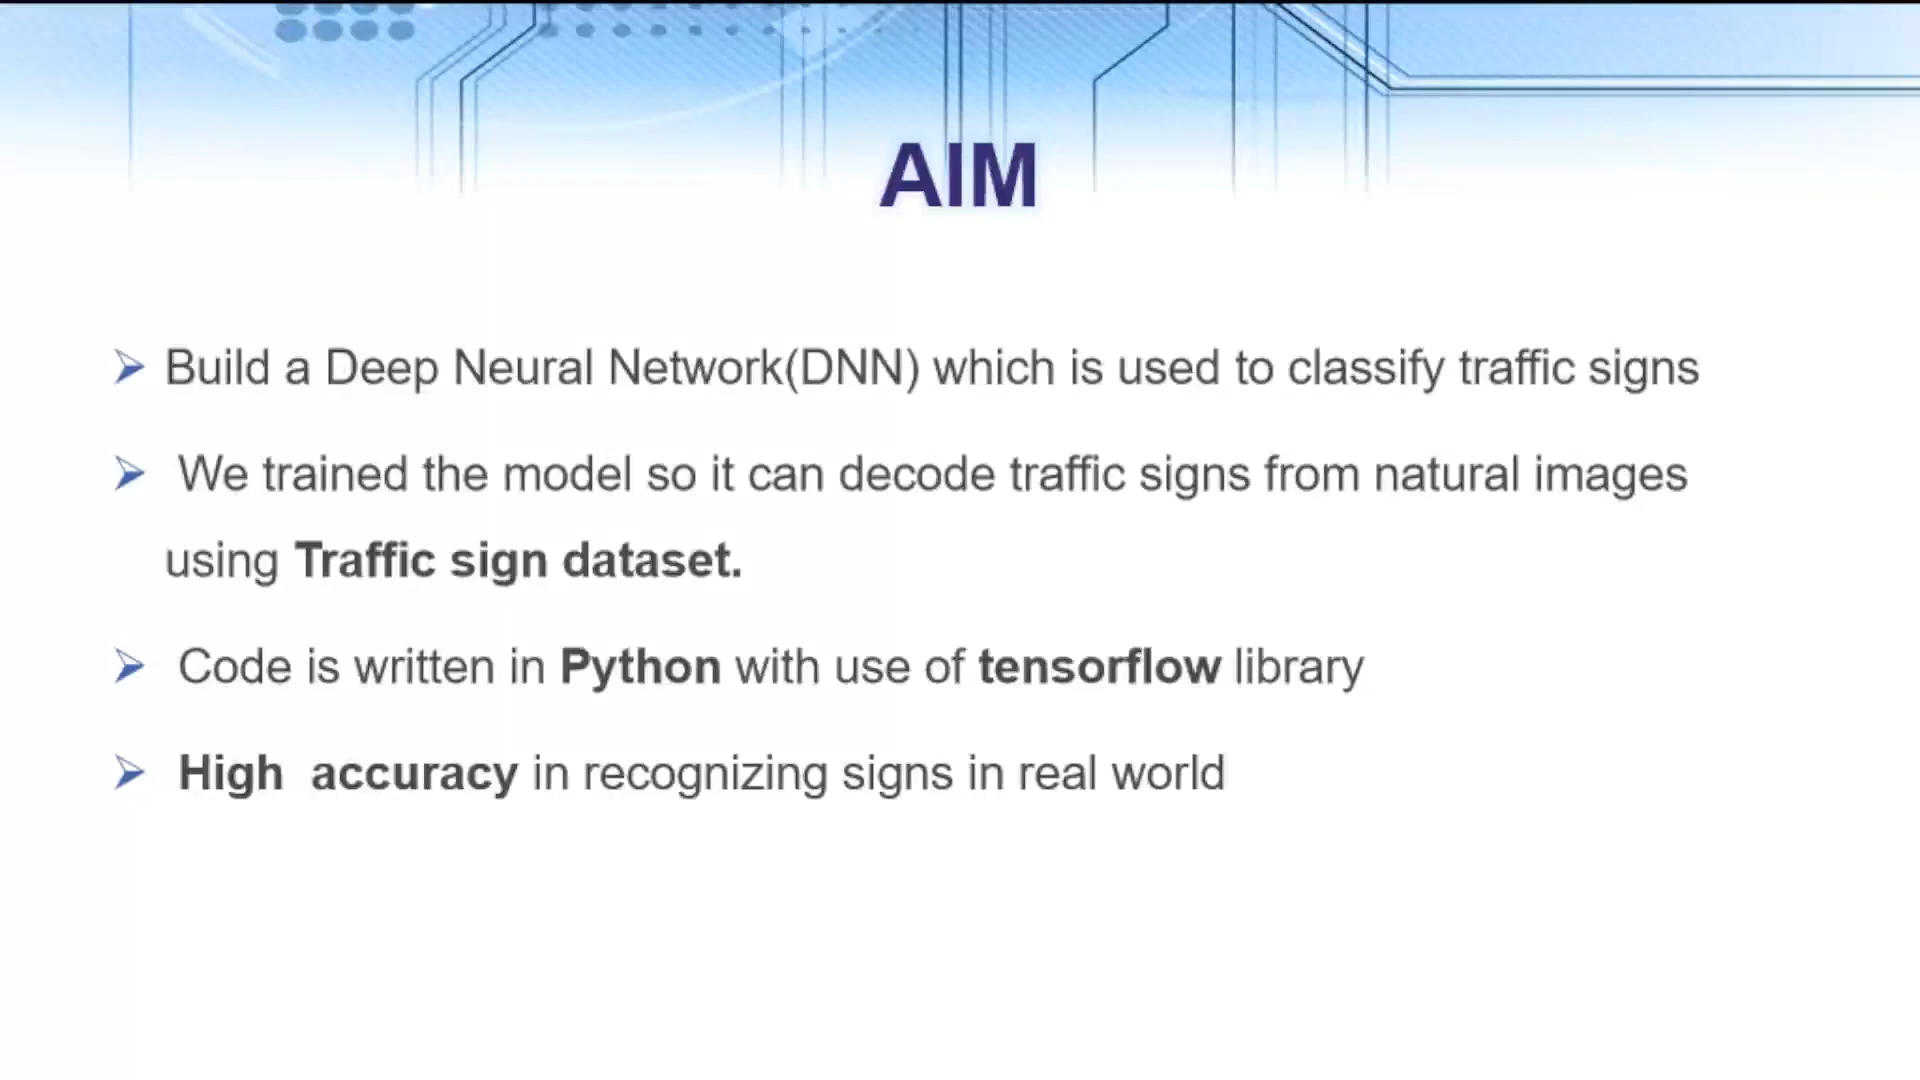 AIM
Build a Deep Neural Network(DNN) which is used to classify traffic signs
We trained the model so it can decode traffic signs from natural images
using Traffic sign dataset.
Code is written in Python with use of tensorflow library
High  accuracy in recognizing signs in real world